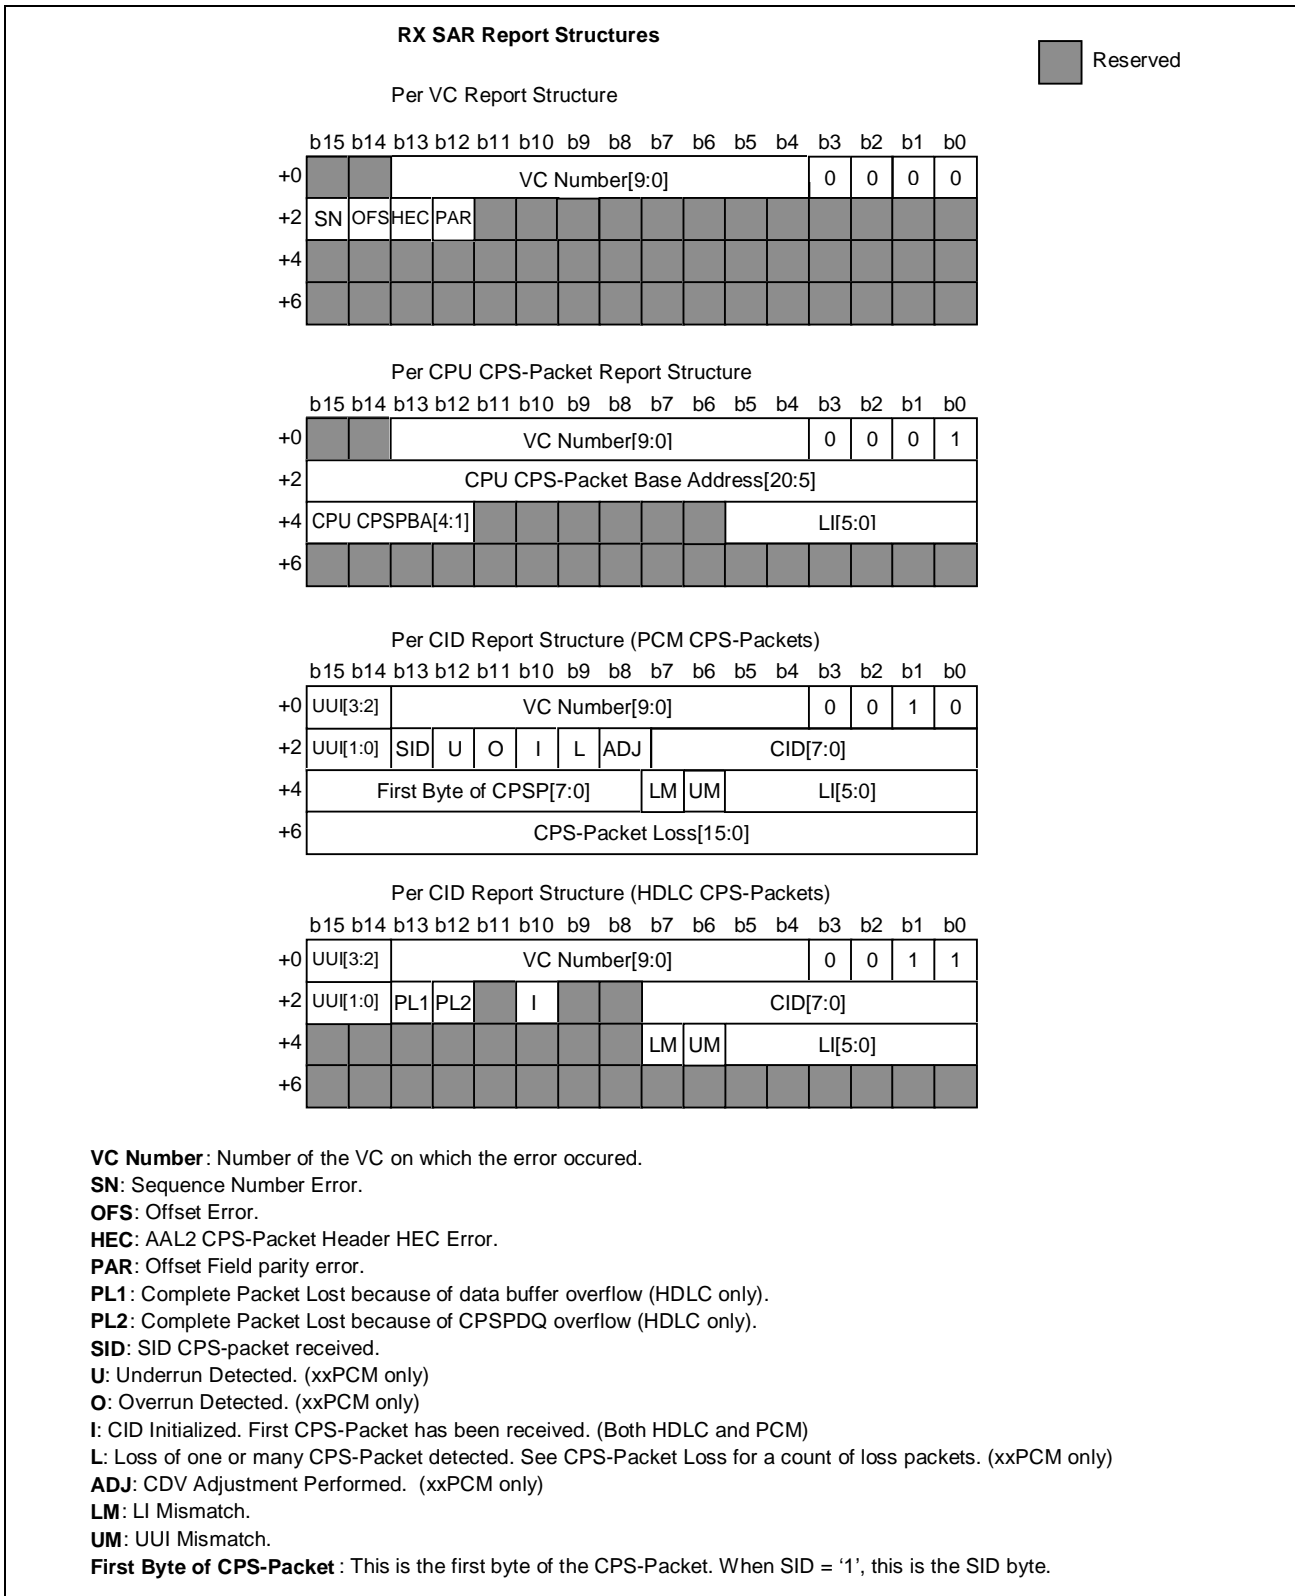 RX SAR Report Structures
Reserved
Per VC Report Structure
b15 b14 b13 b12 b11 b10 b9 b8 b7 b6 b5 b4 b3 b2 b1 b0
+0 VC Number[9:0] 0 0 0 0
+2 SN OFS HEC PAR
+4
+6
Per CPU CPS-Packet Report Structure
b15 b14 b13 b12 b11 b10 b9 b8 b7 b6 b5 b4 b3 b2 b1 b0
+0 VC Number[9:0] 0 0 0 1
+2 CPU CPS-Packet Base Address[20:5]
+4 CPU CPSPBA[4:1] LI[5:0]
+6
Per CID Report Structure (PCM CPS-Packets)
b15 b14 b13 b12 b11 b10 b9 b8 b7 b6 b5 b4 b3 b2 b1 b0
+0 UUI[3:2] VC Number[9:0] 0 0 1 0
+2 UUI[1:0] SID U O I L ADJ CID[7:0]
+4 First Byte of CPSP[7:0] LM UM LI[5:0]
+6 CPS-Packet Loss[15:0]
Per CID Report Structure (HDLC CPS-Packets)
b15 b14 b13 b12 b11 b10 b9 b8 b7 b6 b5 b4 b3 b2 b1 b0
+0 UUI[3:2] VC Number[9:0] 0 0 1 1
+2 UUI[1:0] PL1 PL2 I CID[7:0]
+4 LM UM LI[5:0]
+6
VC Number: Number of the VC on which the error occured.
SN: Sequence Number Error.
OFS: Offset Error.
HEC: AAL2 CPS-Packet Header HEC Error.
PAR: Offset Field parity error.
PL1: Complete Packet Lost because of data buffer overflow (HDLC only).
PL2: Complete Packet Lost because of CPSPDQ overflow (HDLC only).
SID: SID CPS-packet received.
U: Underrun Detected. (xxPCM only)
O: Overrun Detected. (xxPCM only)
I: CID Initialized. First CPS-Packet has been received. (Both HDLC and PCM)
L: Loss of one or many CPS-Packet detected. See CPS-Packet Loss for a count of loss packets. (xxPCM only)
ADJ: CDV Adjustment Performed. (xxPCM only)
LM: LI Mismatch.
UM: UUI Mismatch.
First Byte of CPS-Packet : This is the first byte of the CPS-Packet. When SID = ‘1’, this is the SID byte.